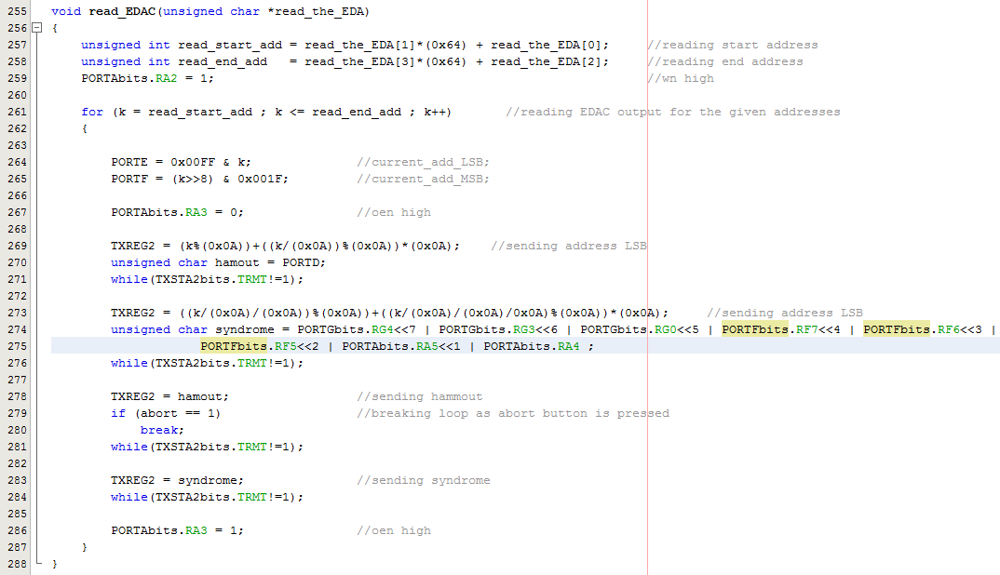 255 void read_EDAC(unsigned char *read_the_EDA)
256 {
257     unsigned int read_start_add = read_the_EDA[1]*(0x64) + read_the_EDA[0];     //reading start address
258     unsigned int read_end_add   = read_the_EDA[3]*(0x64) + read_the_EDA[2];     //reading end address
259     PORTAbits.RA2 = 1;                                                          //wn high
260
261     for (k = read_start_add ; k <= read_end_add ; k++)       //reading EDAC output for the given addresses
262     {
263
264         PORTE = 0x00FF & k;              //current_add_LSB;
265         PORTF = (k>>8) & 0x001F;         //current_add_MSB;
266
267         PORTAbits.RA3 = 0;               //oen high
268
269         TXREG2 = (k%(0x0A))+((k/(0x0A))%(0x0A))*(0x0A);    //sending address LSB
270         unsigned char hamout = PORTD;
271         while(TXSTA2bits.TRMT!=1);
272
273         TXREG2 = ((k/(0x0A)/(0x0A))%(0x0A))+((k/(0x0A)/(0x0A)/0x0A)%(0x0A))*(0x0A);     //sending address LSB
274         unsigned char syndrome = PORTGbits.RG4<<7 | PORTGbits.RG3<<6 | PORTGbits.RG0<<5 | PORTFbits.RF7<<4 | PORTFbits.RF6<<3 |
275                     PORTFbits.RF5<<2 | PORTAbits.RA5<<1 | PORTAbits.RA4 ;
276         while(TXSTA2bits.TRMT!=1);
277
278         TXREG2 = hamout;                 //sending hammout
279         if (abort == 1)                  //breaking loop as abort button is pressed
280             break;
281         while(TXSTA2bits.TRMT!=1);
282
283         TXREG2 = syndrome;               //sending syndrome
284         while(TXSTA2bits.TRMT!=1);
285
286         PORTAbits.RA3 = 1;               //oen high
287     }
288 }